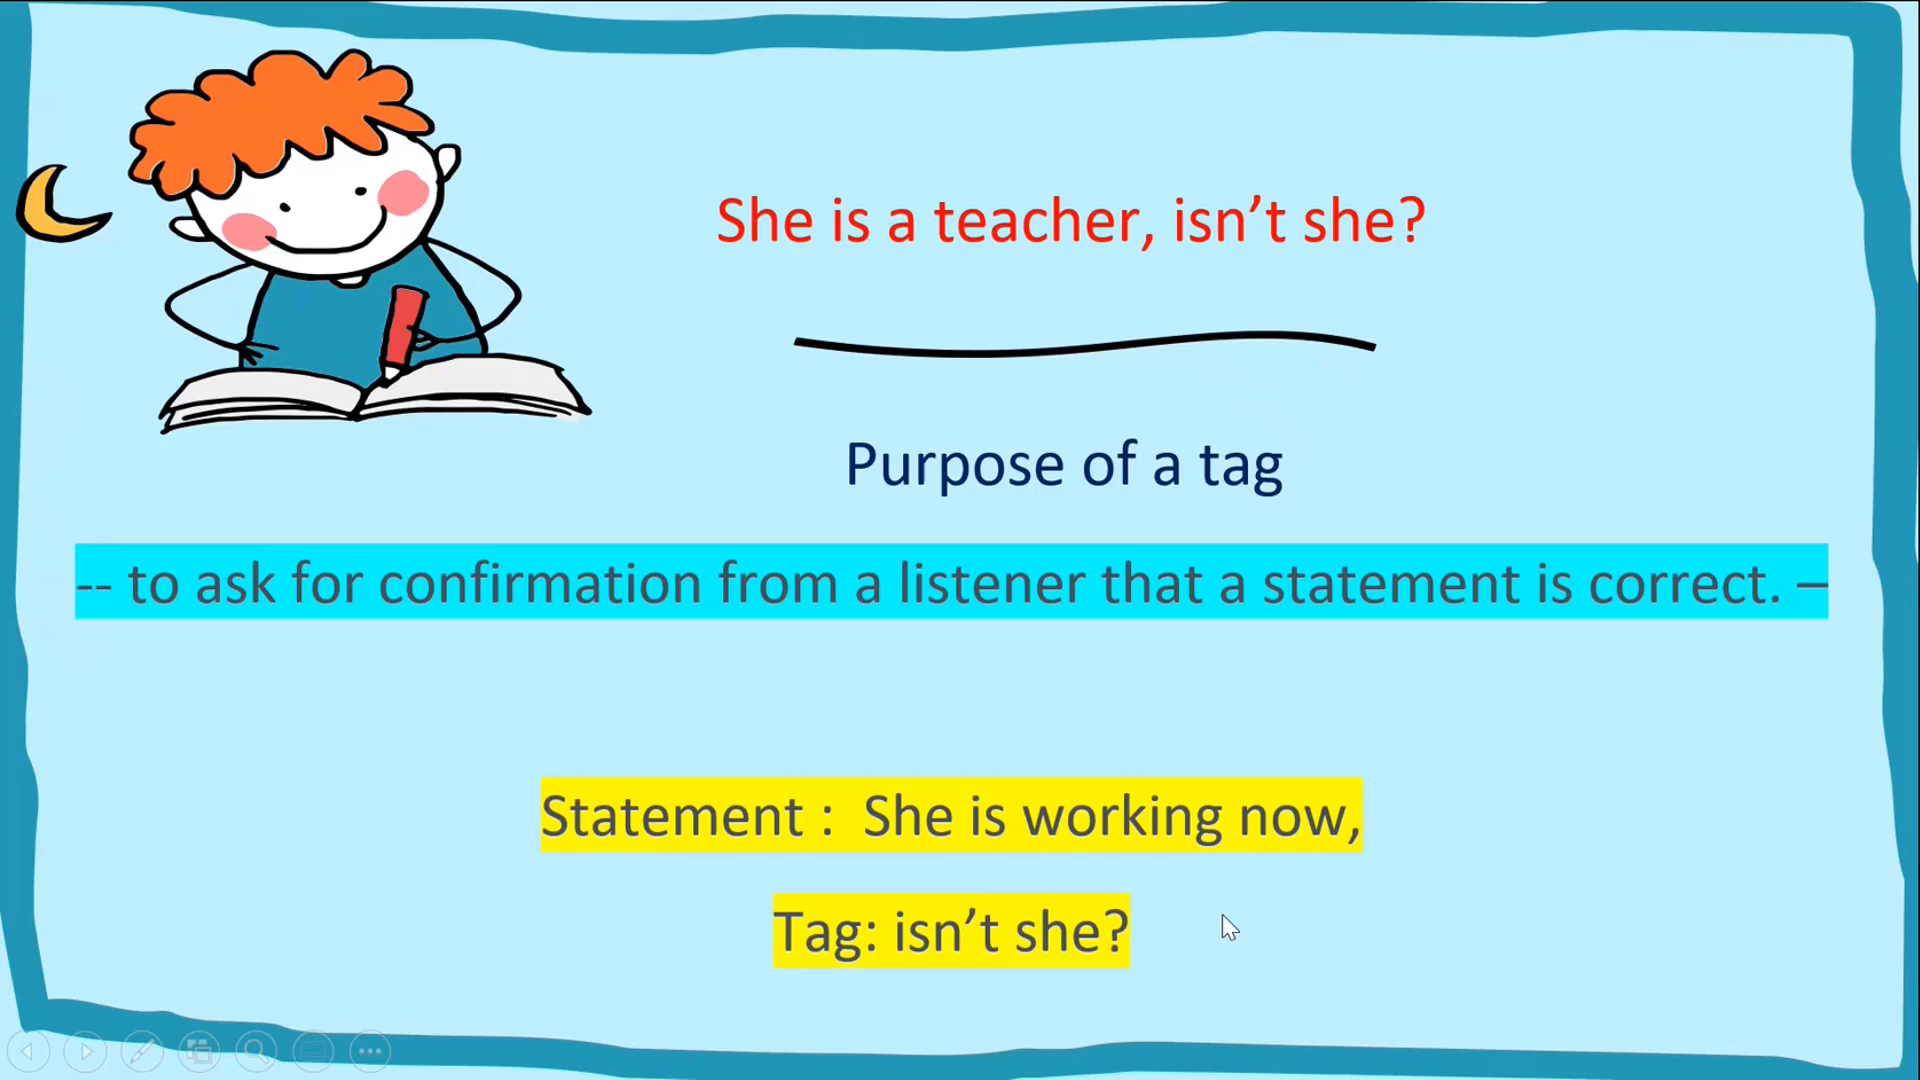 She is a teacher, isn’t she?
Purpose of a tag
-- to ask for confirmation from a listener that a statement is correct. –
Statement :  She is working now,
Tag: isn’t she?